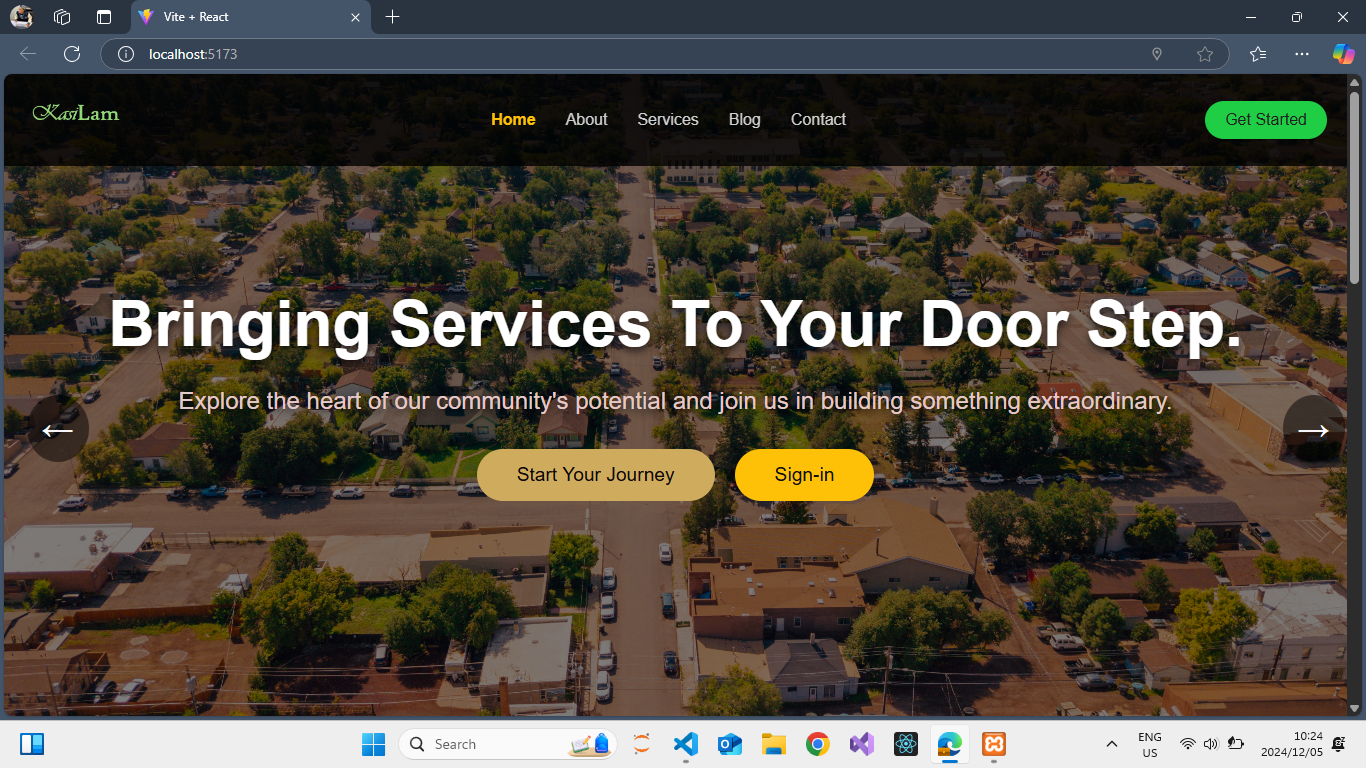 Vite + React
localhost:5173
KasiLam
Home
About
Services
Blog
Contact
Get Started
Bringing Services To Your Door Step.
Explore the heart of our community's potential and join us in building something extraordinary.
Start Your Journey
Sign-in
Search
ENG
US
10:24
2024/12/05